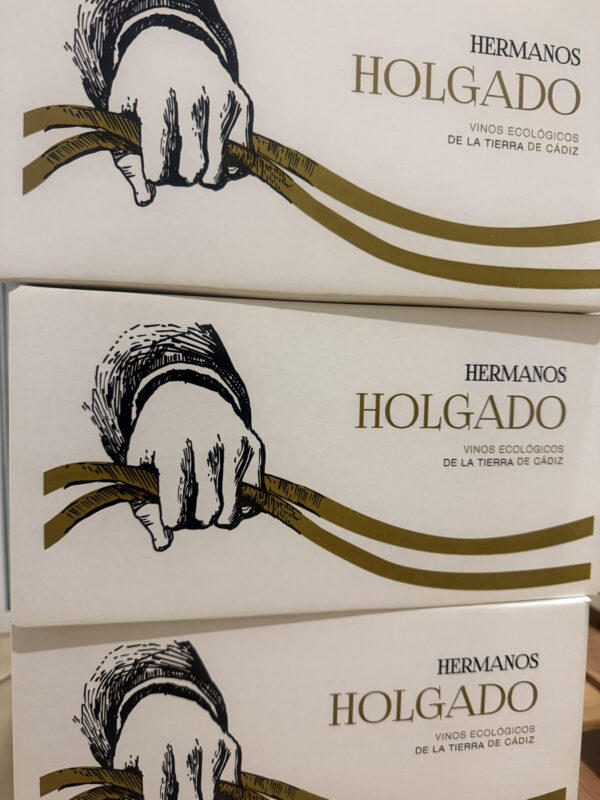 HERMANOS
HOLGADO
VINOS ECOLÓGICOS
DE LA TIERRA DE CÁDIZ
HERMANOS
HOLGADO
VINOS ECOLÓGICOS
DE LA TIERRA DE CÁDIZ
HERMANOS
HOLGADO
VINOS ECOLÓGICOS
DE LA TIERRA DE CÁDIZ